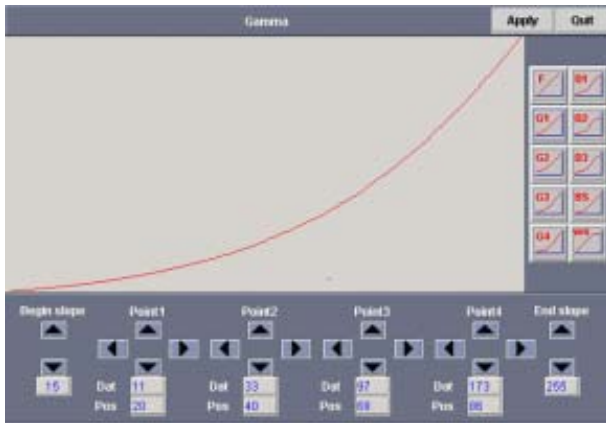 Gamma Apply Quit
F B1
G1 B2
G2 B3
G3 B5
G4
Begin slope Point1 Point2 Point3 Point4 End slope
15 Dat 11 Dat 33 Dat 97 Dat 173 255
Pos 20 Pos 40 Pos 68 Pos 86